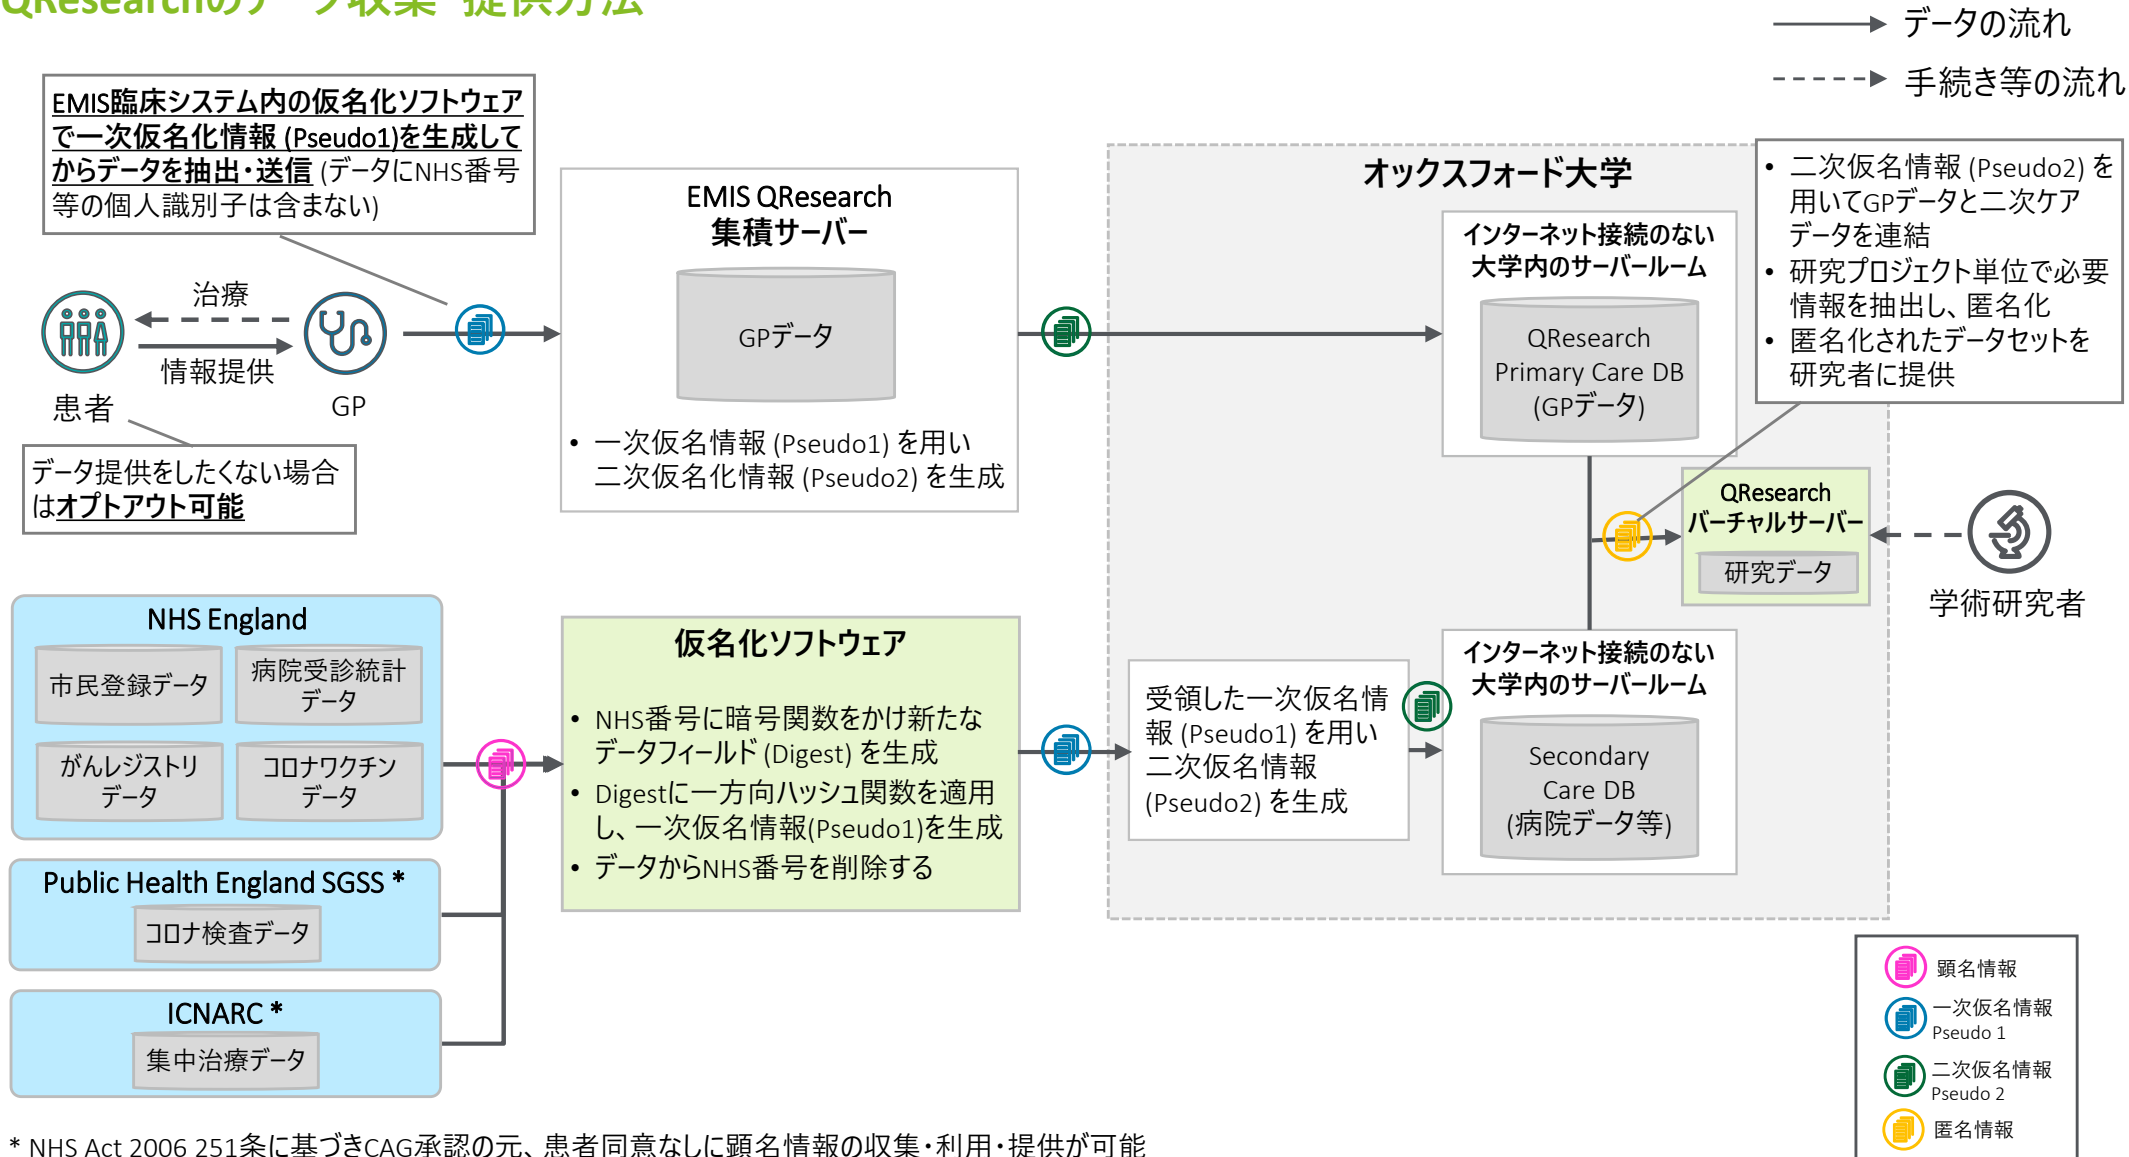 QResearchのデータ収集・提供方法
データの流れ
手続き等の流れ
EMIS臨床システム内の仮名化ソフトウェア
で一次仮名化情報 (Pseudo1)を生成して
からデータを抽出・送信 (データにNHS番号
等の個人識別子は含まない)
EMIS QResearch
集積サーバー
GPデータ
• 一次仮名情報 (Pseudo1) を用い
二次仮名化情報 (Pseudo2) を生成
治療
情報提供
患者
GP
データ提供をしたくない場合
はオプトアウト可能
オックスフォード大学
インターネット接続のない
大学内のサーバールーム
QResearch
Primary Care DB
(GPデータ)
• 二次仮名情報 (Pseudo2) を
用いてGPデータと二次ケア
データを連結
• 研究プロジェクト単位で必要
情報を抽出し、匿名化
• 匿名化されたデータセットを
研究者に提供
QResearch
バーチャルサーバー
研究データ
学術研究者
NHS England
市民登録データ
病院受診統計
データ
がんレジストリ
データ
コロナワクチン
データ
Public Health England SGSS *
コロナ検査データ
ICNARC *
集中治療データ
仮名化ソフトウェア
• NHS番号に暗号関数をかけ新たな
データフィールド (Digest) を生成
• Digestに一方向ハッシュ関数を適用
し、一次仮名情報(Pseudo1)を生成
• データからNHS番号を削除する
受領した一次仮名情
報 (Pseudo1) を用い
二次仮名情報
(Pseudo2) を生成
インターネット接続のない
大学内のサーバールーム
Secondary
Care DB
(病院データ等)
顕名情報
一次仮名情報
Pseudo 1
二次仮名情報
Pseudo 2
匿名情報
* NHS Act 2006 251条に基づきCAG承認の元、患者同意なしに顕名情報の収集・利用・提供が可能